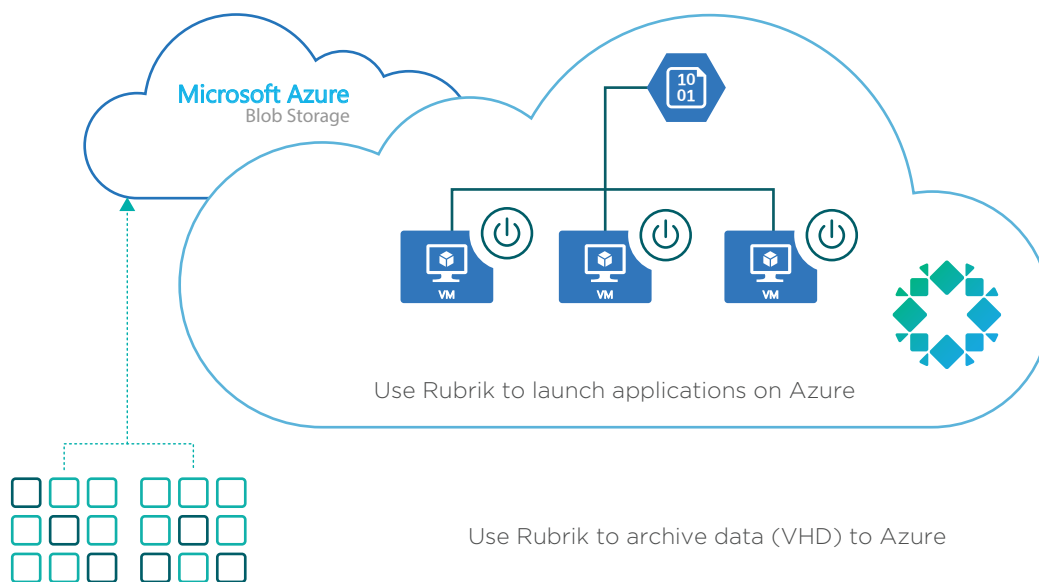 Microsoft Azure
Blob Storage
10
01
VM
VM
VM
Use Rubrik to launch applications on Azure
Use Rubrik to archive data (VHD) to Azure